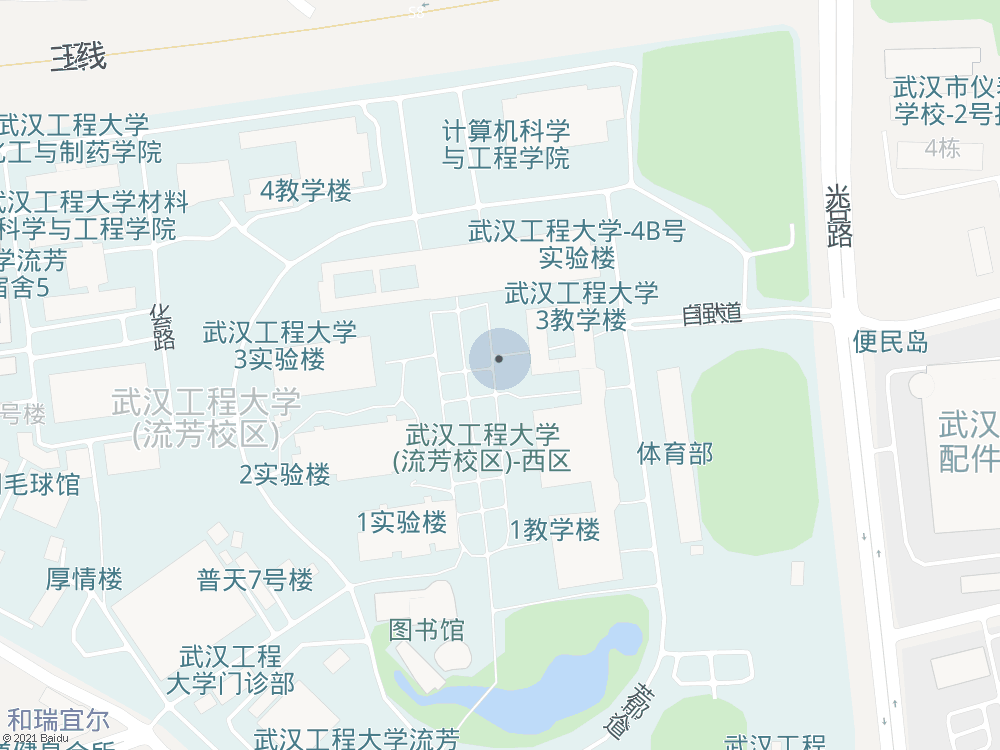 S5
武汉市仪表
学校-2号
4栋
武汉工程大学
化工与制药学院
计算机科学
与工程学院
4教学楼
武汉工程大学材料
科学与工程学院
光谷路
武汉工程大学-4B号
实验楼
学流芳
宿舍5
武汉工程大学
3教学楼
自强大道
化育路
武汉工程大学
3实验楼
便民岛
武汉工程大学
(流芳校区)
号楼
武汉工程大学
(流芳校区)-西区
武汉
配件
体育部
2实验楼
毛球馆
1实验楼
1教学楼
厚情楼
普天7号楼
图书馆
武汉工程
大学门诊部
和瑞宜尔
道
武汉工程大学流芳
武汉工程
© 2021 Baidu